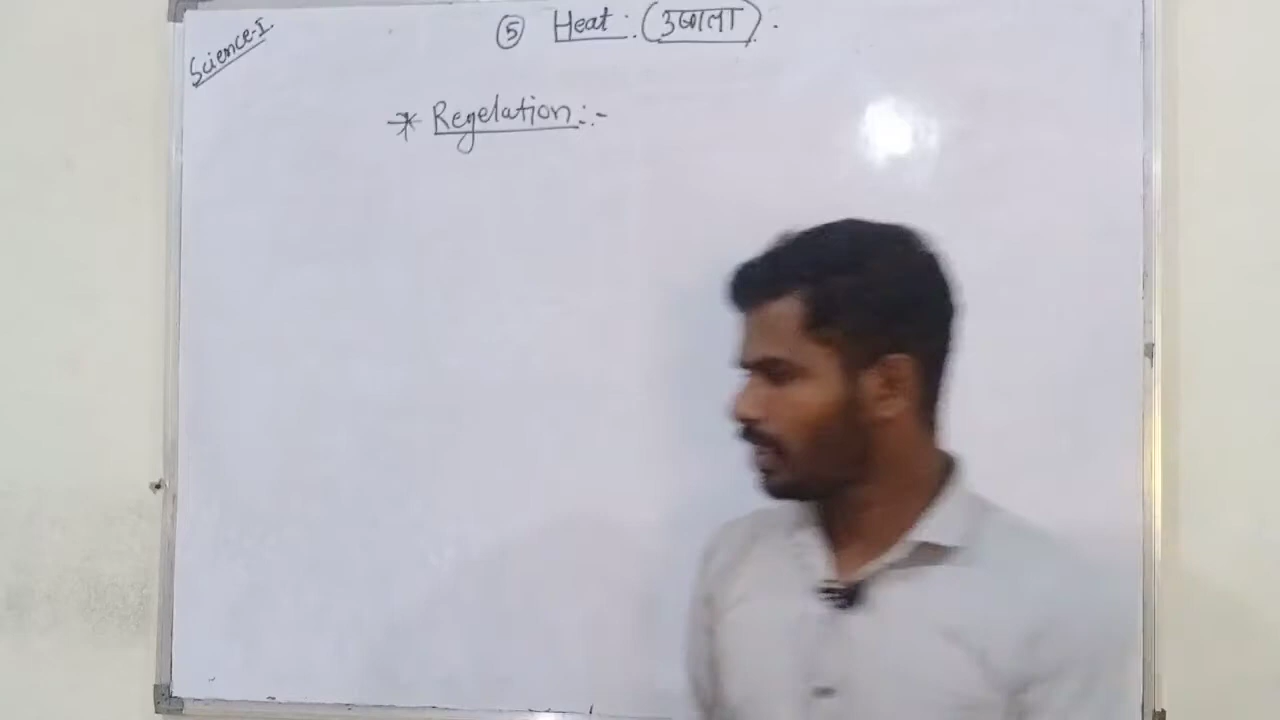 Science-I
⑤ Heat : (उष्णता).
* Regelation :-